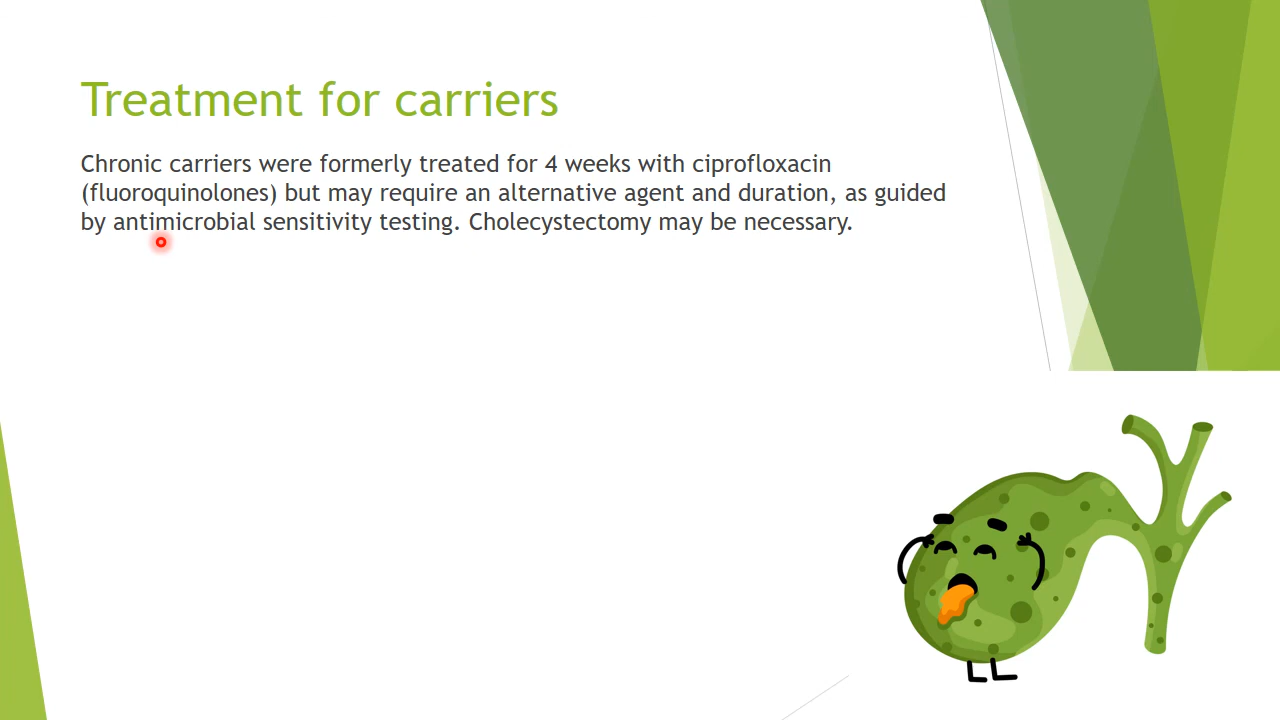 Treatment for carriers
Chronic carriers were formerly treated for 4 weeks with ciprofloxacin
(fluoroquinolones) but may require an alternative agent and duration, as guided
by antimicrobial sensitivity testing. Cholecystectomy may be necessary.